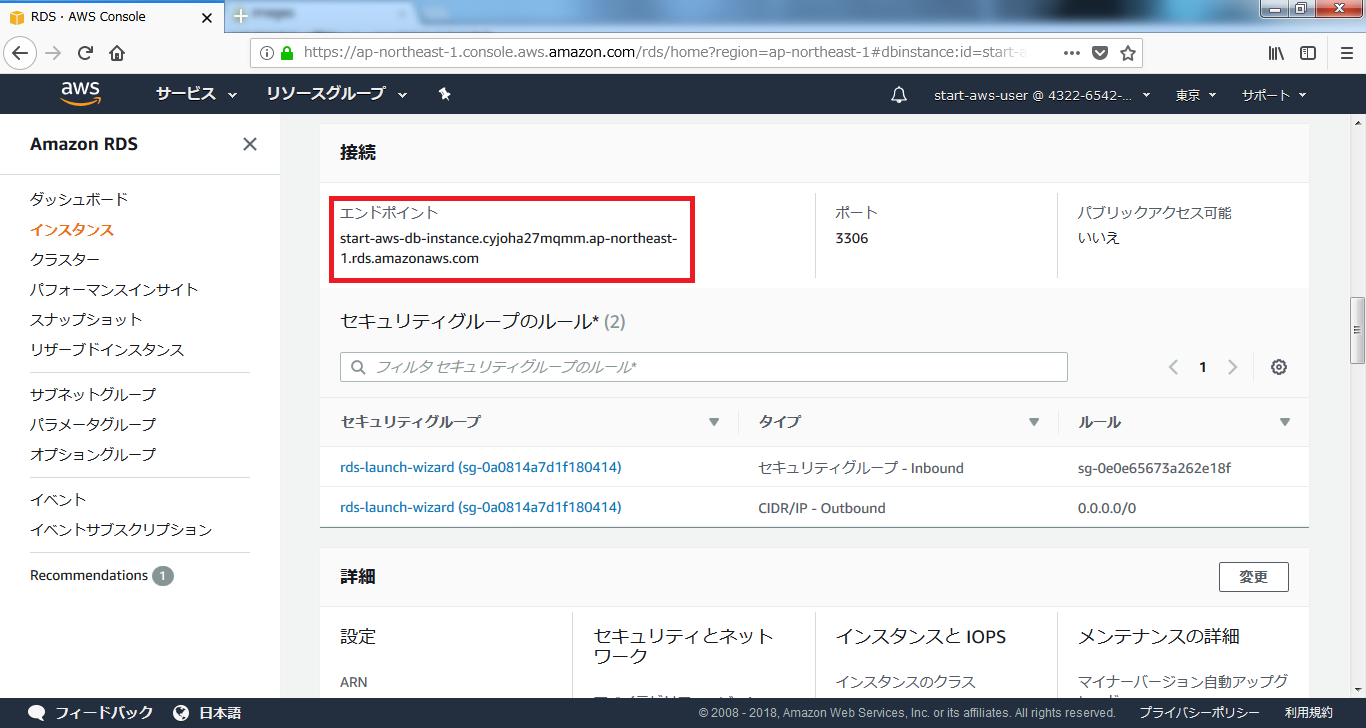 RDS · AWS Console
https://ap-northeast-1.console.aws.amazon.com/rds/home?region=ap-northeast-1#dbinstance:id=start-a
aws サービス リソースグループ start-aws-user @ 4322-6542-... 東京 サポート
Amazon RDS
ダッシュボード
インスタンス
クラスター
パフォーマンスインサイト
スナップショット
リザーブドインスタンス
サブネットグループ
パラメータグループ
オプショングループ
イベント
イベントサブスクリプション
Recommendations 1
接続
エンドポイント
start-aws-db-instance.cyjoha27mqmm.ap-northeast-
1.rds.amazonaws.com
ポート
3306
パブリックアクセス可能
いいえ
セキュリティグループのルール* (2)
フィルタ セキュリティグループのルール*
1
セキュリティグループ タイプ ルール
rds-launch-wizard (sg-0a0814a7d1f180414) セキュリティグループ - Inbound sg-0e0e65673a262e18f
rds-launch-wizard (sg-0a0814a7d1f180414) CIDR/IP - Outbound 0.0.0.0/0
詳細
変更
設定
ARN
セキュリティとネット
ワーク
インスタンスと IOPS
インスタンスのクラス
メンテナンスの詳細
マイナーバージョン自動アップグ
フィードバック 日本語 © 2008 - 2018, Amazon Web Services, Inc. or its affiliates. All rights reserved. プライバシーポリシー 利用規約